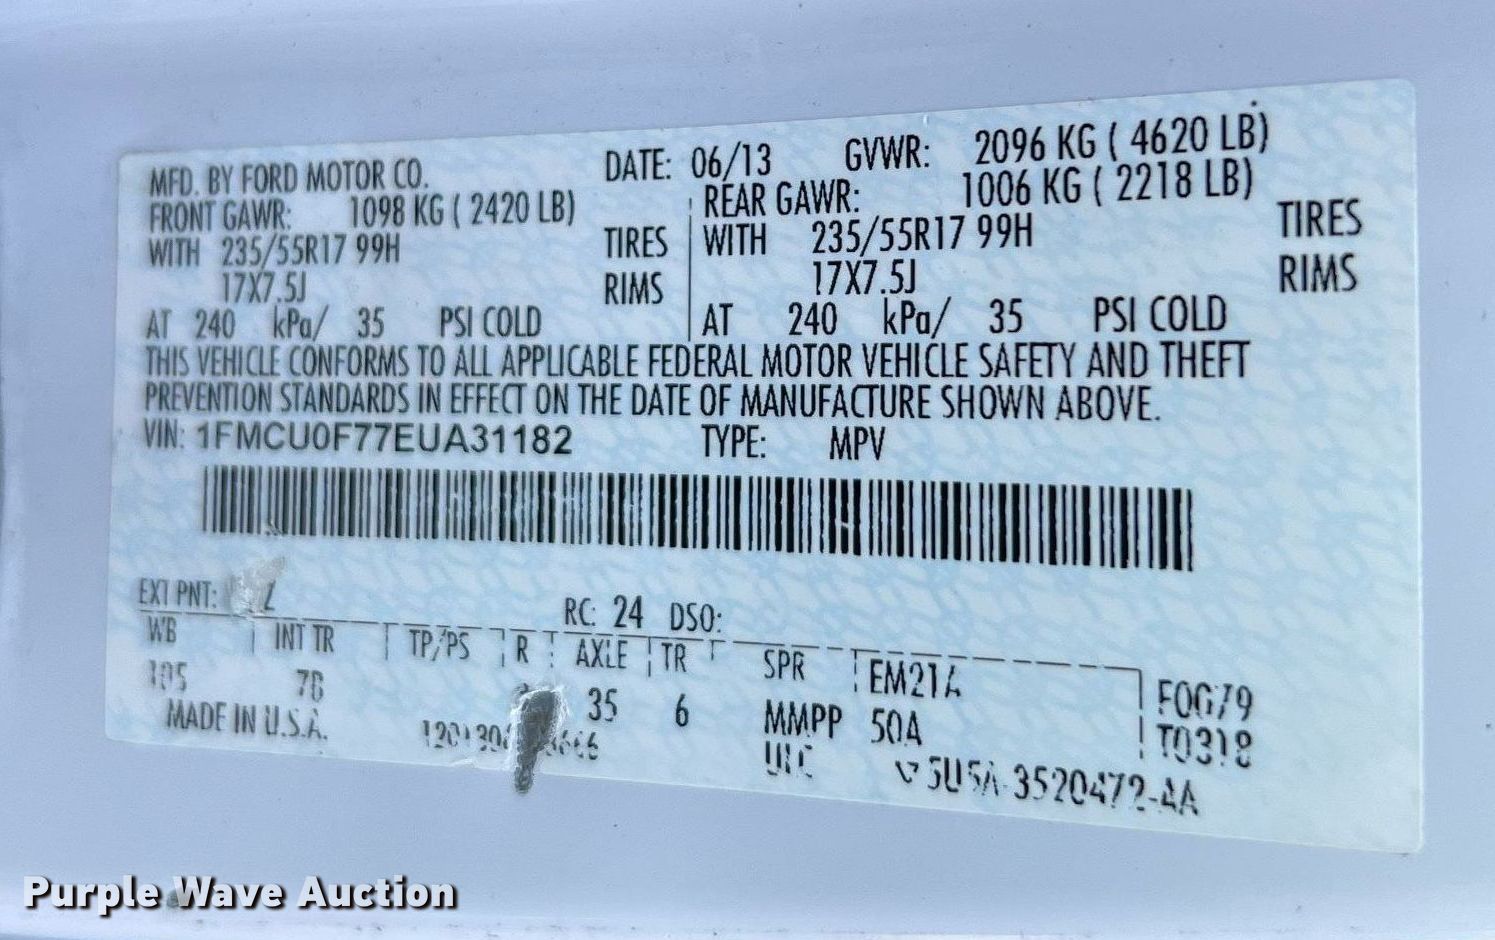 MFD. BY FORD MOTOR CO. DATE: 06/13 GVWR: 2096 KG ( 4620 LB)
FRONT GAWR: 1098 KG ( 2420 LB) REAR GAWR: 1006 KG ( 2218 LB)
WITH 235/55R17 99H TIRES WITH 235/55R17 99H TIRES
17X7.5J RIMS 17X7.5J RIMS
AT 240 kPa/ 35 PSI COLD AT 240 kPa/ 35 PSI COLD
THIS VEHICLE CONFORMS TO ALL APPLICABLE FEDERAL MOTOR VEHICLE SAFETY AND THEFT
PREVENTION STANDARDS IN EFFECT ON THE DATE OF MANUFACTURE SHOWN ABOVE.
VIN: 1FMCU0F77EUA31182 TYPE: MPV
EXT PNT: RC: 24 DSO:
WB INT TR TP/PS R AXLE TR SPR EM21A F0G79
105 35 6 MMPP 50A T0318
MADE IN U.S.A.
Purple Wave Auction